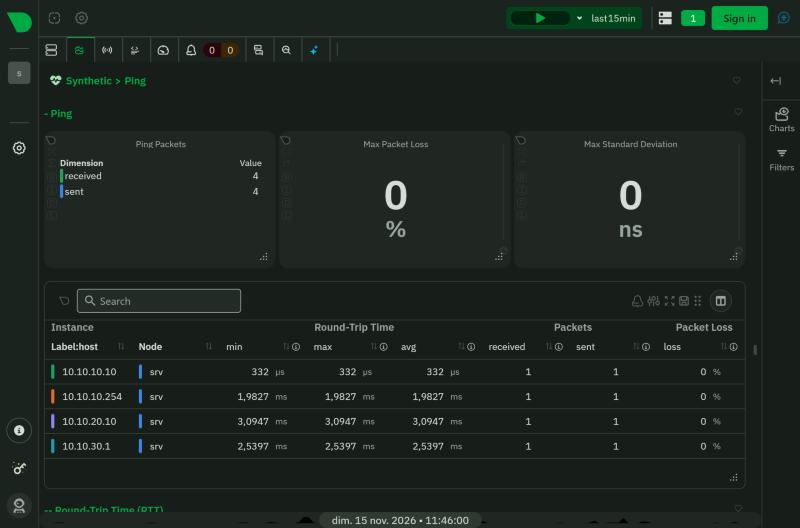 last15min
1
Sign in
0 0
S
Synthetic > Ping
- Ping
Charts
Filters
Ping Packets
Dimension Value
received 4
sent 4
Max Packet Loss
0
%
Max Standard Deviation
0
ns
Search
Instance Round-Trip Time Packets Packet Loss
Label:host Node min max avg received sent loss
10.10.10.10 srv 332 µs 332 µs 332 µs 1 1 0 %
10.10.10.254 srv 1,9827 ms 1,9827 ms 1,9827 ms 1 1 0 %
10.10.20.10 srv 3,0947 ms 3,0947 ms 3,0947 ms 1 1 0 %
10.10.30.1 srv 2,5397 ms 2,5397 ms 2,5397 ms 1 1 0 %
-- Round-Trip Time (RTT)
dim. 15 nov. 2026 • 11:46:00